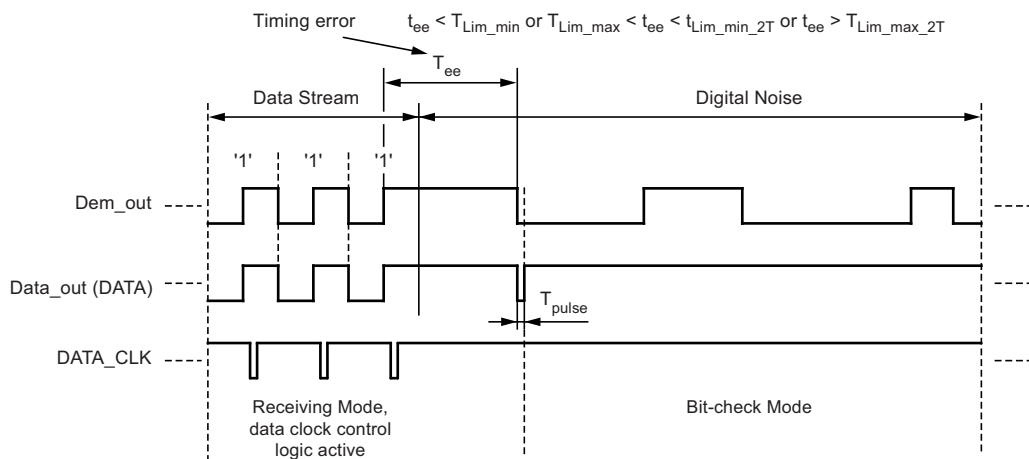 Timing error
t_ee < T_Lim_min or T_Lim_max < t_ee < t_Lim_min_2T or t_ee > T_Lim_max_2T
T_ee
Data Stream
Digital Noise
'1'
'1'
'1'
Dem_out
Data_out (DATA)
T_pulse
DATA_CLK
Receiving Mode,
data clock control
logic active
Bit-check Mode